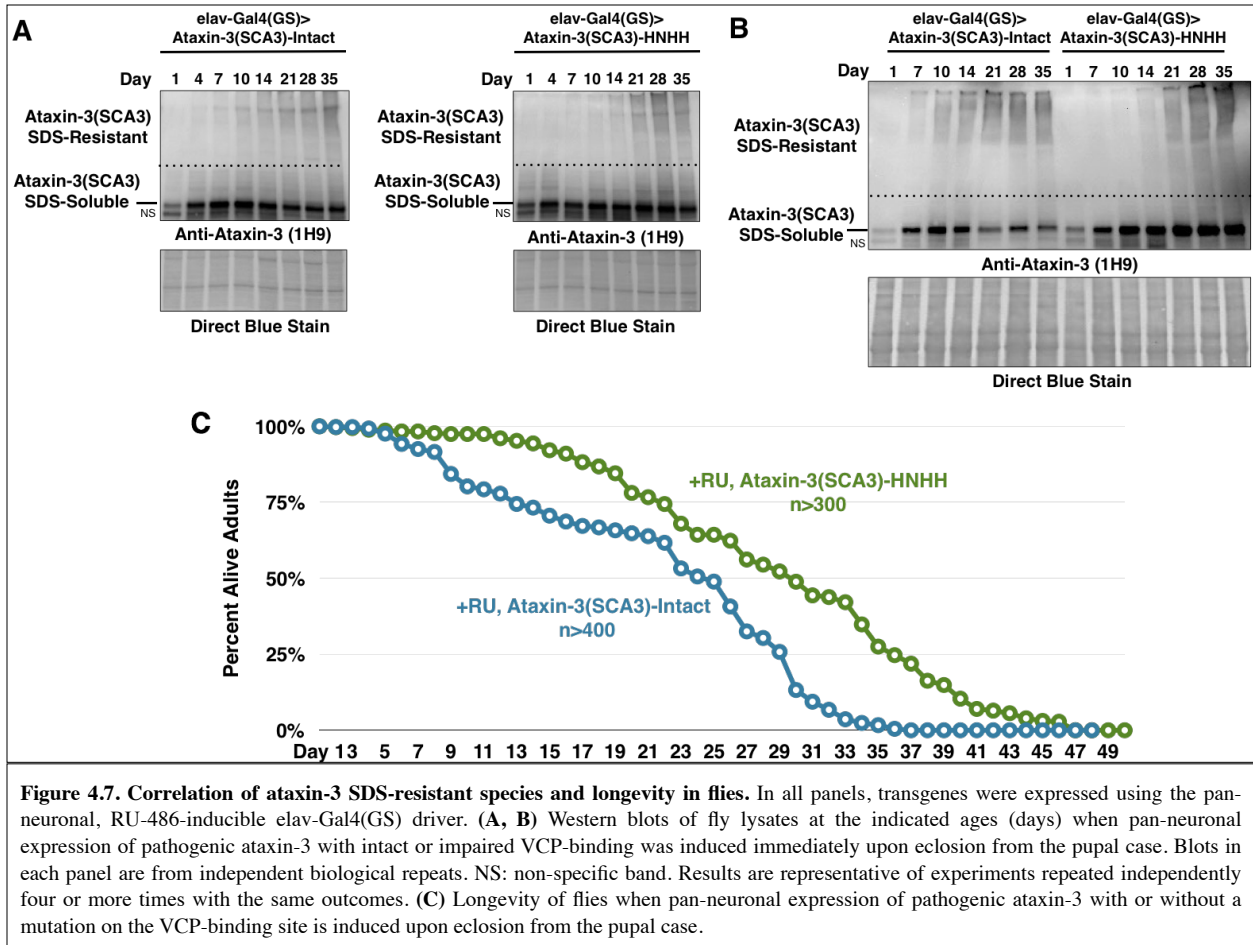 A
elav-Gal4(GS)>
Ataxin-3(SCA3)-Intact
Day 1 4 7 10 14 21 28 35
Ataxin-3(SCA3)
SDS-Resistant
Ataxin-3(SCA3)
SDS-Soluble
NS
Anti-Ataxin-3 (1H9)
Direct Blue Stain
elav-Gal4(GS)>
Ataxin-3(SCA3)-HNHH
Day 1 4 7 10 14 21 28 35
Ataxin-3(SCA3)
SDS-Resistant
Ataxin-3(SCA3)
SDS-Soluble
NS
Anti-Ataxin-3 (1H9)
Direct Blue Stain
B
elav-Gal4(GS)> elav-Gal4(GS)>
Ataxin-3(SCA3)-Intact Ataxin-3(SCA3)-HNHH
Day 1 7 10 14 21 28 35 1 7 10 14 21 28 35
Ataxin-3(SCA3)
SDS-Resistant
Ataxin-3(SCA3)
SDS-Soluble
NS
Anti-Ataxin-3 (1H9)
Direct Blue Stain
C
Percent Alive Adults
100%
75%
50%
25%
0%
+RU, Ataxin-3(SCA3)-HNHH
n>300
+RU, Ataxin-3(SCA3)-Intact
n>400
Day 13 5 7 9 11 13 15 17 19 21 23 25 27 29 31 33 35 37 39 41 43 45 47 49
Figure 4.7. Correlation of ataxin-3 SDS-resistant species and longevity in flies. In all panels, transgenes were expressed using the pan-
neuronal, RU-486-inducible elav-Gal4(GS) driver. (A, B) Western blots of fly lysates at the indicated ages (days) when pan-neuronal
expression of pathogenic ataxin-3 with intact or impaired VCP-binding was induced immediately upon eclosion from the pupal case. Blots in
each panel are from independent biological repeats. NS: non-specific band. Results are representative of experiments repeated independently
four or more times with the same outcomes. (C) Longevity of flies when pan-neuronal expression of pathogenic ataxin-3 with or without a
mutation on the VCP-binding site is induced upon eclosion from the pupal case.